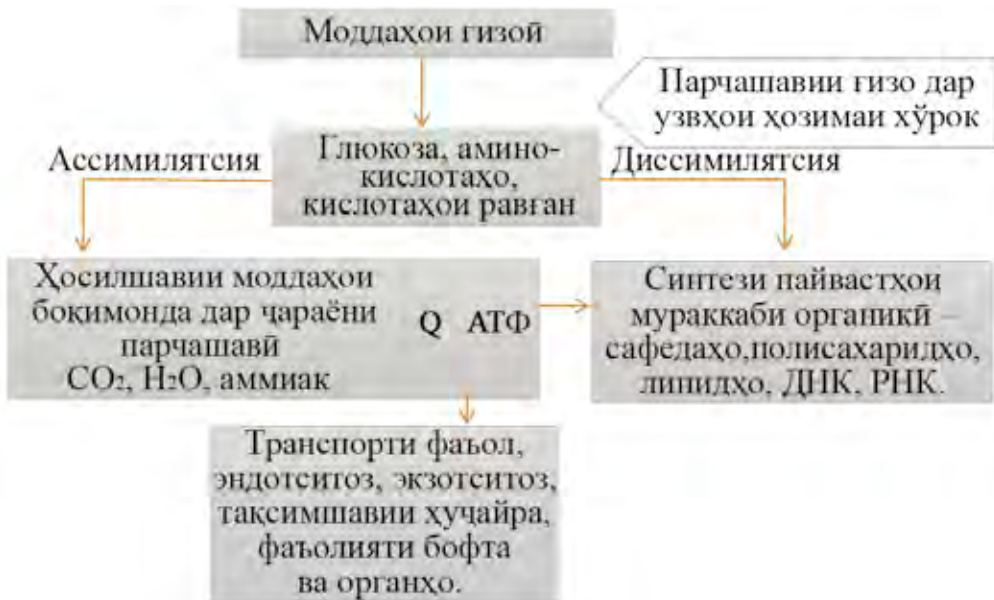 Моддаҳои ғизоӣ
Парчашавии ғизо дар
узвҳои ҳозимаи хӯрок
Ассимилятсия
Глюкоза, амино-
кислотаҳо,
кислотаҳои равған
Диссимилятсия
Ҳосилшавии моддаҳои
боқимонда дар ҷараёни
парчашавӣ
CO₂, H₂O, аммиак
Q АТФ
Синтези пайвастҳои
мураккаби органикӣ –
сафедаҳо,полисахаридҳо,
липидҳо, ДНК, РНК.
Транспорти фаъол,
эндотситоз, экзотситоз,
тақсимшавии ҳуҷайра,
фаъолияти бофта
ва органҳо.